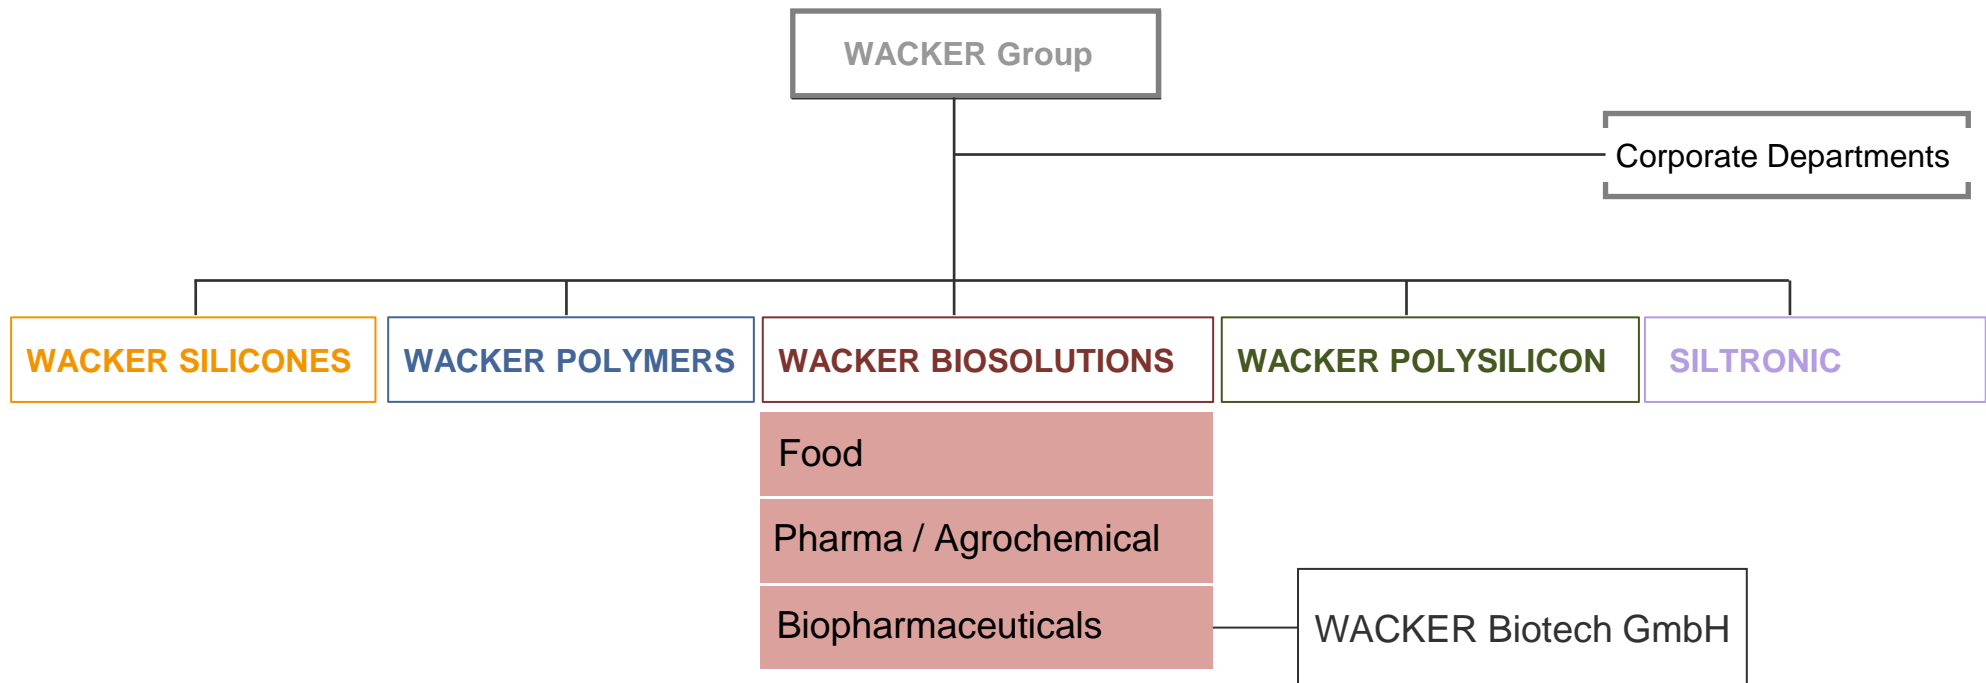 WACKER Group
Corporate Departments
WACKER SILICONES
WACKER POLYMERS
WACKER BIOSOLUTIONS
WACKER POLYSILICON
SILTRONIC
Food
Pharma / Agrochemical
Biopharmaceuticals
WACKER Biotech GmbH